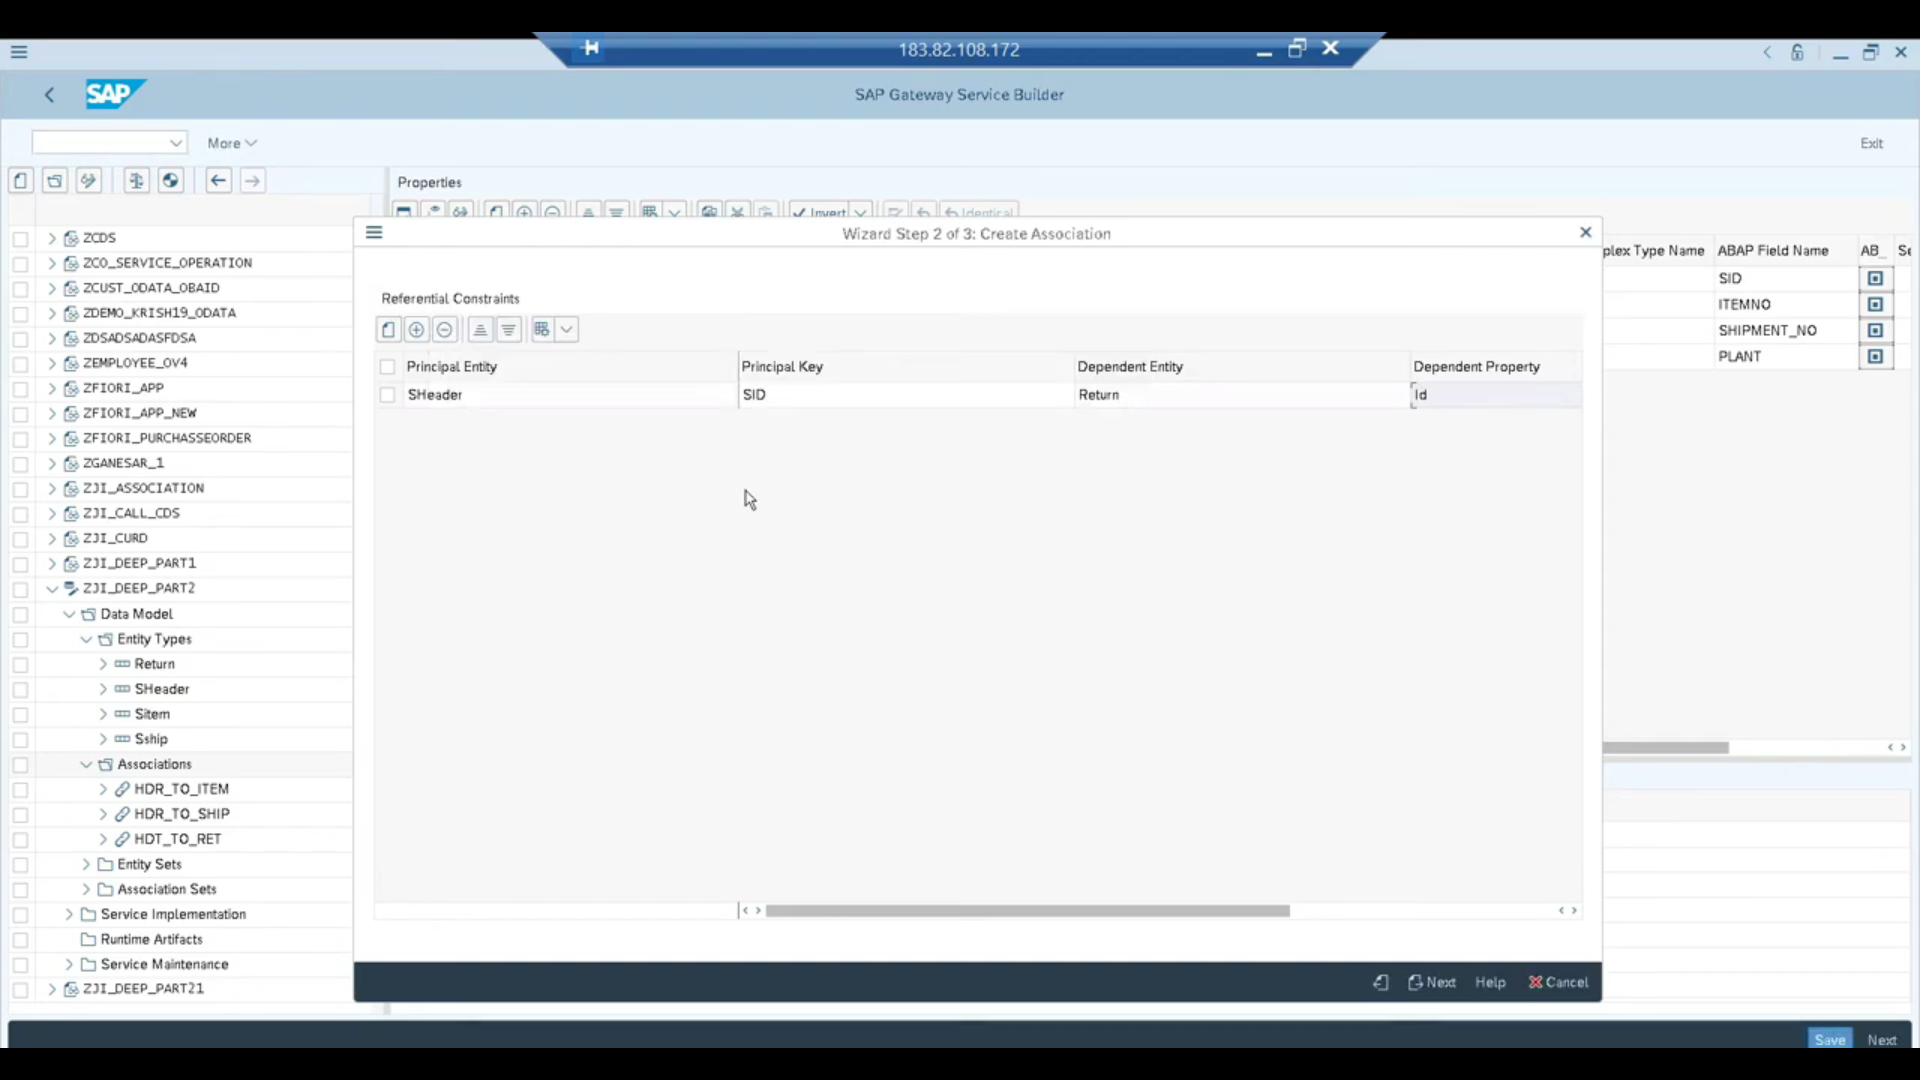 183.82.108.172
SAP
SAP Gateway Service Builder
More
Exit
Properties
Invert
Identical
ZCDS
ZCO_SERVICE_OPERATION
ZCUST_ODATA_OBAID
ZDEMO_KRISH19_ODATA
ZDSADSADASFDSA
ZEMPLOYEE_OV4
ZFIORI_APP
ZFIORI_APP_NEW
ZFIORI_PURCHASSEORDER
ZGANESAR_1
ZJI_ASSOCIATION
ZJI_CALL_CDS
ZJI_CURD
ZJI_DEEP_PART1
ZJI_DEEP_PART2
Data Model
Entity Types
Return
SHeader
Sitem
Sship
Associations
HDR_TO_ITEM
HDR_TO_SHIP
HDT_TO_RET
Entity Sets
Association Sets
Service Implementation
Runtime Artifacts
Service Maintenance
ZJI_DEEP_PART21
Wizard Step 2 of 3: Create Association
Referential Constraints
Principal Entity Principal Key Dependent Entity Dependent Property
SHeader SID Return Id
Next Help Cancel
plex Type Name ABAP Field Name AB_ Se
SID
ITEMNO
SHIPMENT_NO
PLANT
Save Next